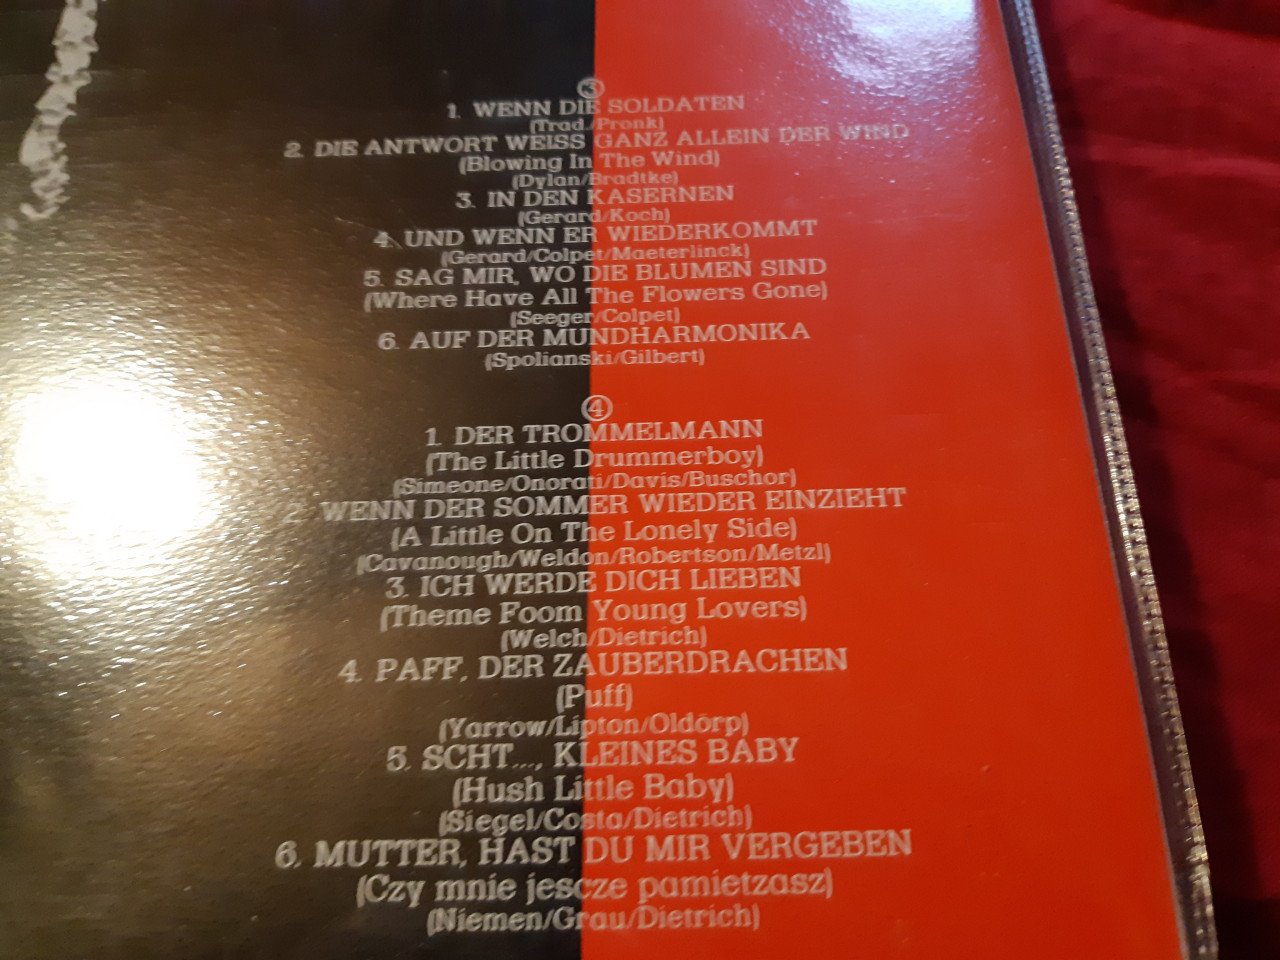 ③
1. WENN DIE SOLDATEN
(Trad./Pronk)
2. DIE ANTWORT WEISS GANZ ALLEIN DER WIND
(Blowing In The Wind)
(Dylan/Bradtke)
3. IN DEN KASERNEN
(Gerard/Koch)
4. UND WENN ER WIEDERKOMMT
(Gerard/Colpet/Maeterlinck)
5. SAG MIR, WO DIE BLUMEN SIND
(Where Have All The Flowers Gone)
(Seeger/Colpet)
6. AUF DER MUNDHARMONIKA
(Spolianski/Gilbert)
④
1. DER TROMMELMANN
(The Little Drummerboy)
(Simeone/Onorati/Davis/Buschor)
2. WENN DER SOMMER WIEDER EINZIEHT
(A Little On The Lonely Side)
(Cavanough/Weldon/Robertson/Metzl)
3. ICH WERDE DICH LIEBEN
(Theme Foom Young Lovers)
(Welch/Dietrich)
4. PAFF, DER ZAUBERDRACHEN
(Puff)
(Yarrow/Lipton/Oldörp)
5. SCHT..., KLEINES BABY
(Hush Little Baby)
(Siegel/Costa/Dietrich)
6. MUTTER, HAST DU MIR VERGEBEN
(Czy mnie jescze pamietzasz)
(Niemen/Grau/Dietrich)